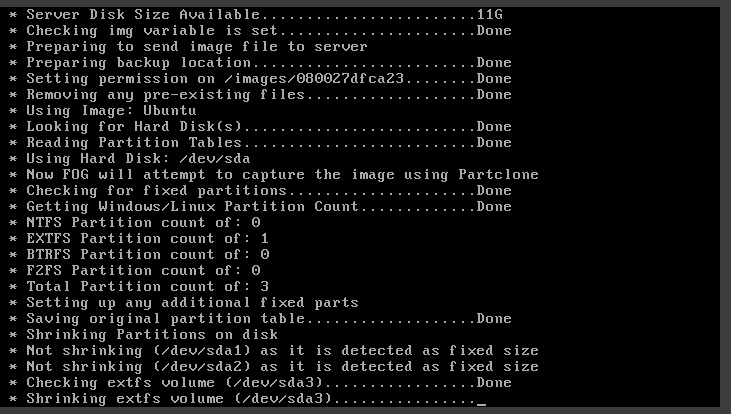 * Server Disk Size Available............................11G
* Checking img variable is set..........................Done
* Preparing to send image file to server
* Preparing backup location.............................Done
* Setting permission on /images/080027dfca23.........Done
* Removing any pre-existing files......................Done
* Using Image: Ubuntu
* Looking for Hard Disk(s)..............................Done
* Reading Partition Tables..............................Done
* Using Hard Disk: /dev/sda
* Now FOG will attempt to capture the image using Partclone
* Checking for fixed partitions.........................Done
* Getting Windows/Linux Partition Count...............Done
* NTFS Partition count of: 0
* EXTFS Partition count of: 1
* BTRFS Partition count of: 0
* F2FS Partition count of: 0
* Total Partition count of: 3
* Setting up any additional fixed parts
* Saving original partition table......................Done
* Shrinking Partitions on disk
* Not shrinking (/dev/sda1) as it is detected as fixed size
* Not shrinking (/dev/sda2) as it is detected as fixed size
* Checking extfs volume (/dev/sda3)....................Done
* Shrinking extfs volume (/dev/sda3)..................._